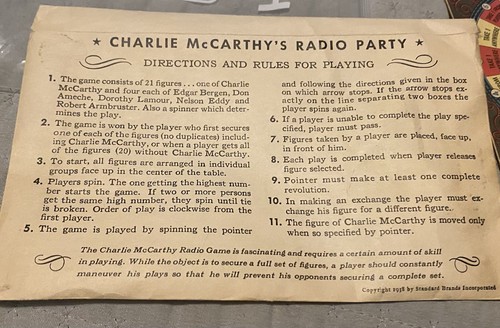 ★ CHARLIE McCARTHY'S RADIO PARTY ★
DIRECTIONS AND RULES FOR PLAYING
1. The game consists of 21 figures . . . one of Charlie
McCarthy and four each of Edgar Bergen, Don
Ameche, Dorothy Lamour, Nelson Eddy and
Robert Armbruster. Also a spinner which deter-
mines the play.
2. The game is won by the player who first secures
one of each of the figures (no duplicates) includ-
ing Charlie McCarthy, or when a player gets all
of the figures (20) without Charlie McCarthy.
3. To start, all figures are arranged in individual
groups face up in the center of the table.
4. Players spin. The one getting the highest num-
ber starts the game. If two or more persons
get the same high number, they spin until tie
is broken. Order of play is clockwise from the
first player.
5. The game is played by spinning the pointer
and following the directions given in the box
on which arrow stops. If the arrow stops ex-
actly on the line separating two boxes the
player spins again.
6. If a player is unable to complete the play spe-
cified, player must pass.
7. Figures taken by a player are placed, face up,
in front of him.
8. Each play is completed when player releases
figure selected.
9. Pointer must make at least one complete
revolution.
10. In making an exchange the player must ex-
change his figure for a different figure.
11. The figure of Charlie McCarthy is moved only
when so specified by pointer.
The Charlie McCarthy Radio Game is fascinating and requires a certain amount of skill
in playing. While the object is to secure a full set of figures, a player should constantly
maneuver his plays so that he will prevent his opponents securing a complete set.
Copyright 1938 by Standard Brands Incorporated